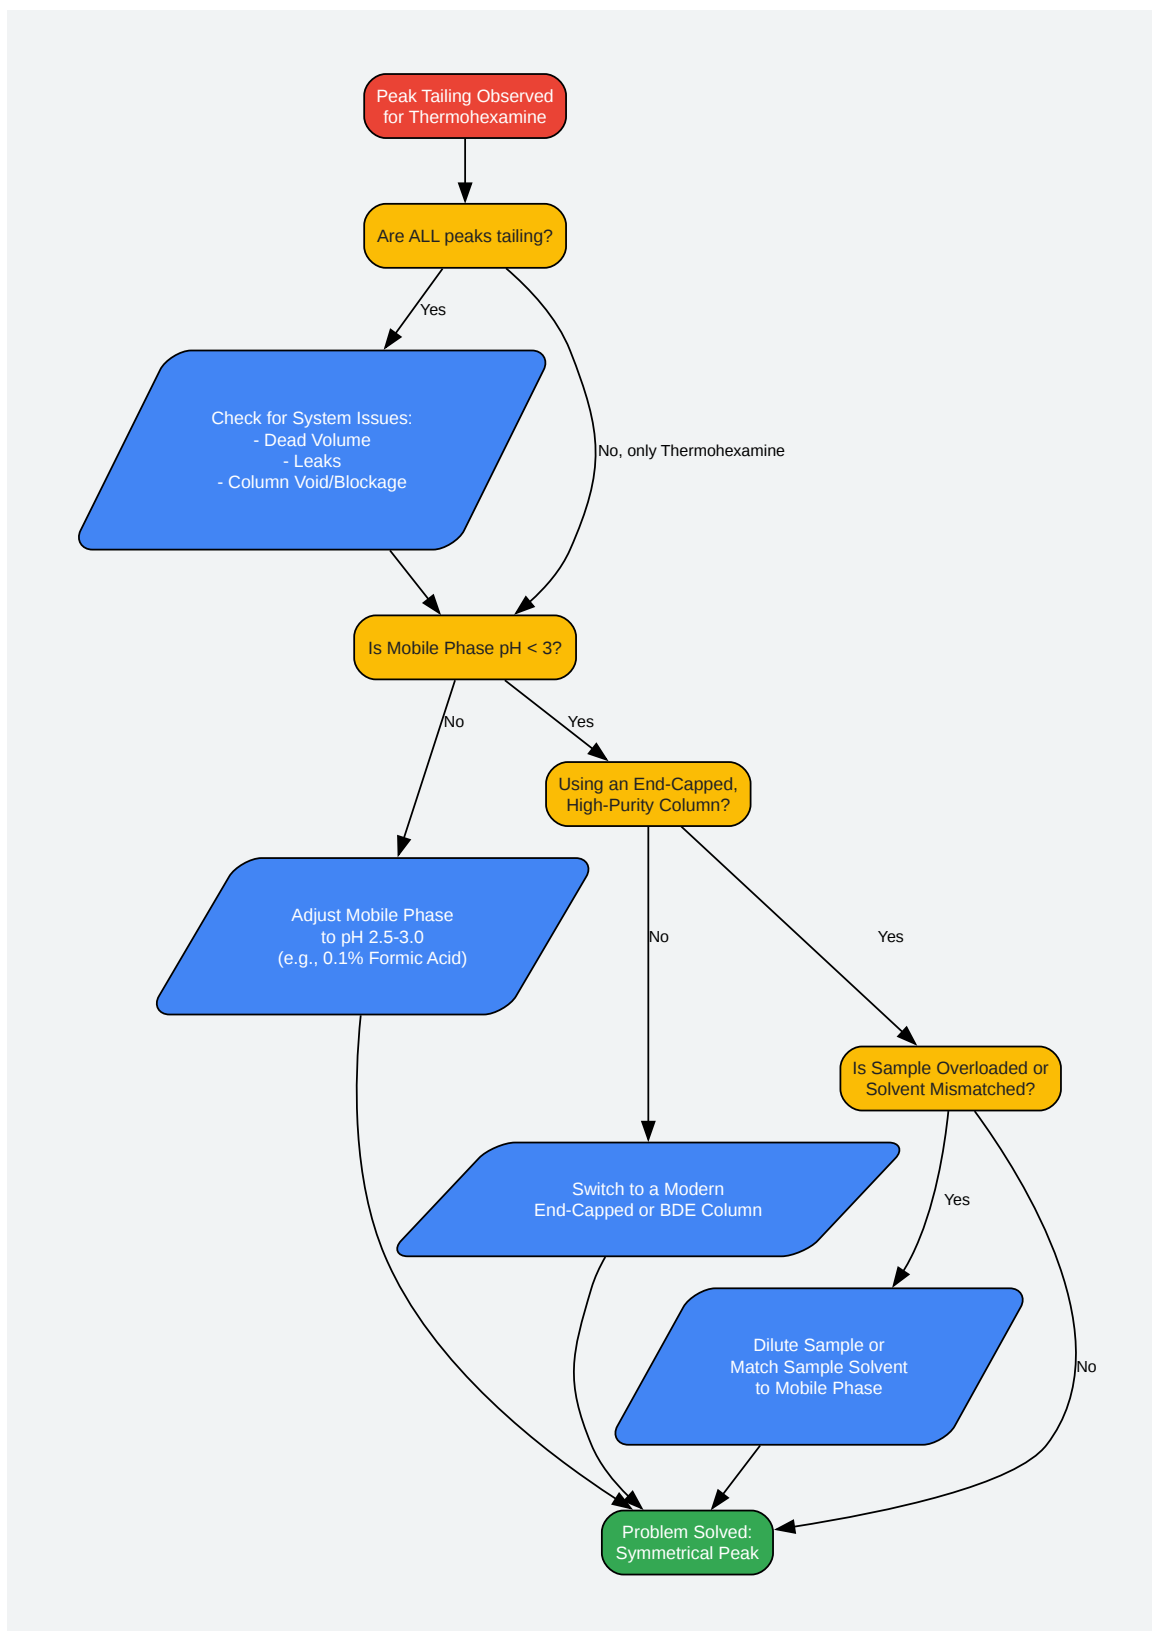 Peak Tailing Observed
for Thermohexamine
Are ALL peaks tailing?
Yes
Check for System Issues:
- Dead Volume
- Leaks
- Column Void/Blockage
No, only Thermohexamine
Is Mobile Phase pH < 3?
No
Yes
Using an End-Capped,
High-Purity Column?
Adjust Mobile Phase
to pH 2.5-3.0
(e.g., 0.1% Formic Acid)
No
Yes
Is Sample Overloaded or
Solvent Mismatched?
Switch to a Modern
End-Capped or BDE Column
Yes
Dilute Sample or
Match Sample Solvent
to Mobile Phase
No
Problem Solved:
Symmetrical Peak